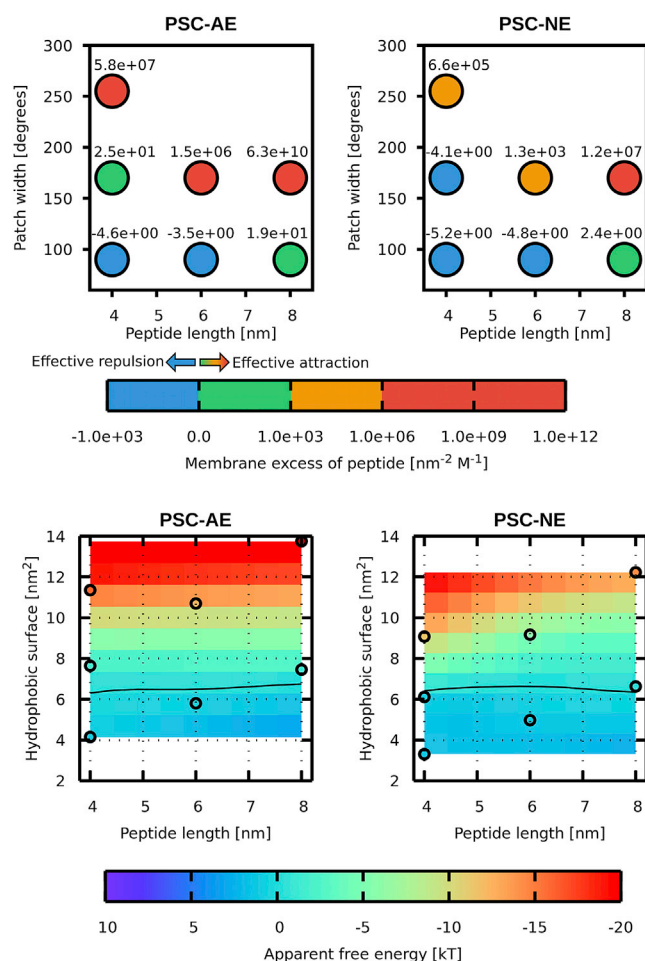 PSC-AE PSC-NE
300 300
5.8e+07 6.6e+05
250 250
Patch width [degrees] Patch width [degrees]
200 200
2.5e+01 1.5e+06 6.3e+10 -4.1e+00 1.3e+03 1.2e+07
150 150
-4.6e+00 -3.5e+00 1.9e+01 -5.2e+00 -4.8e+00 2.4e+00
100 100
4 5 6 7 8 4 5 6 7 8
Peptide length [nm] Peptide length [nm]
Effective repulsion Effective attraction
-1.0e+03 0.0 1.0e+03 1.0e+06 1.0e+09 1.0e+12
Membrane excess of peptide [nm-2 M-1]
PSC-AE PSC-NE
14 14
12 12
Hydrophobic surface [nm2] Hydrophobic surface [nm2]
10 10
8 8
6 6
4 4
2 2
4 5 6 7 8 4 5 6 7 8
Peptide length [nm] Peptide length [nm]
10 5 0 -5 -10 -15 -20
Apparent free energy [kT]